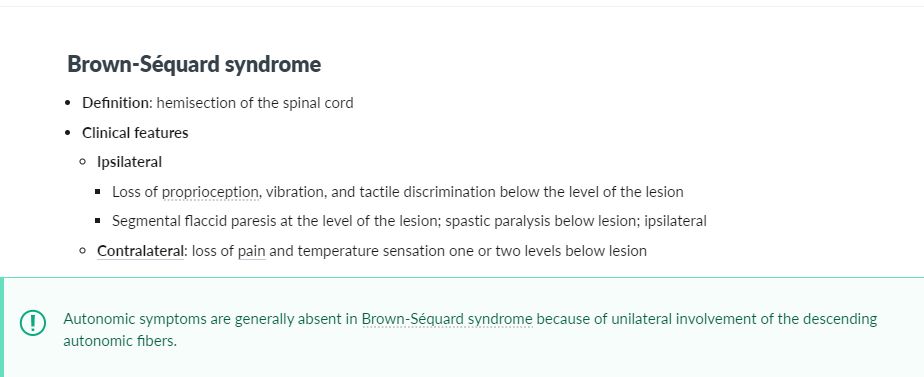 Brown-Séquard syndrome
Definition: hemisection of the spinal cord
Clinical features
Ipsilateral
Loss of proprioception, vibration, and tactile discrimination below the level of the lesion
Segmental flaccid paresis at the level of the lesion; spastic paralysis below lesion; ipsilateral
Contralateral: loss of pain and temperature sensation one or two levels below lesion
Autonomic symptoms are generally absent in Brown-Séquard syndrome because of unilateral involvement of the descending
autonomic fibers.